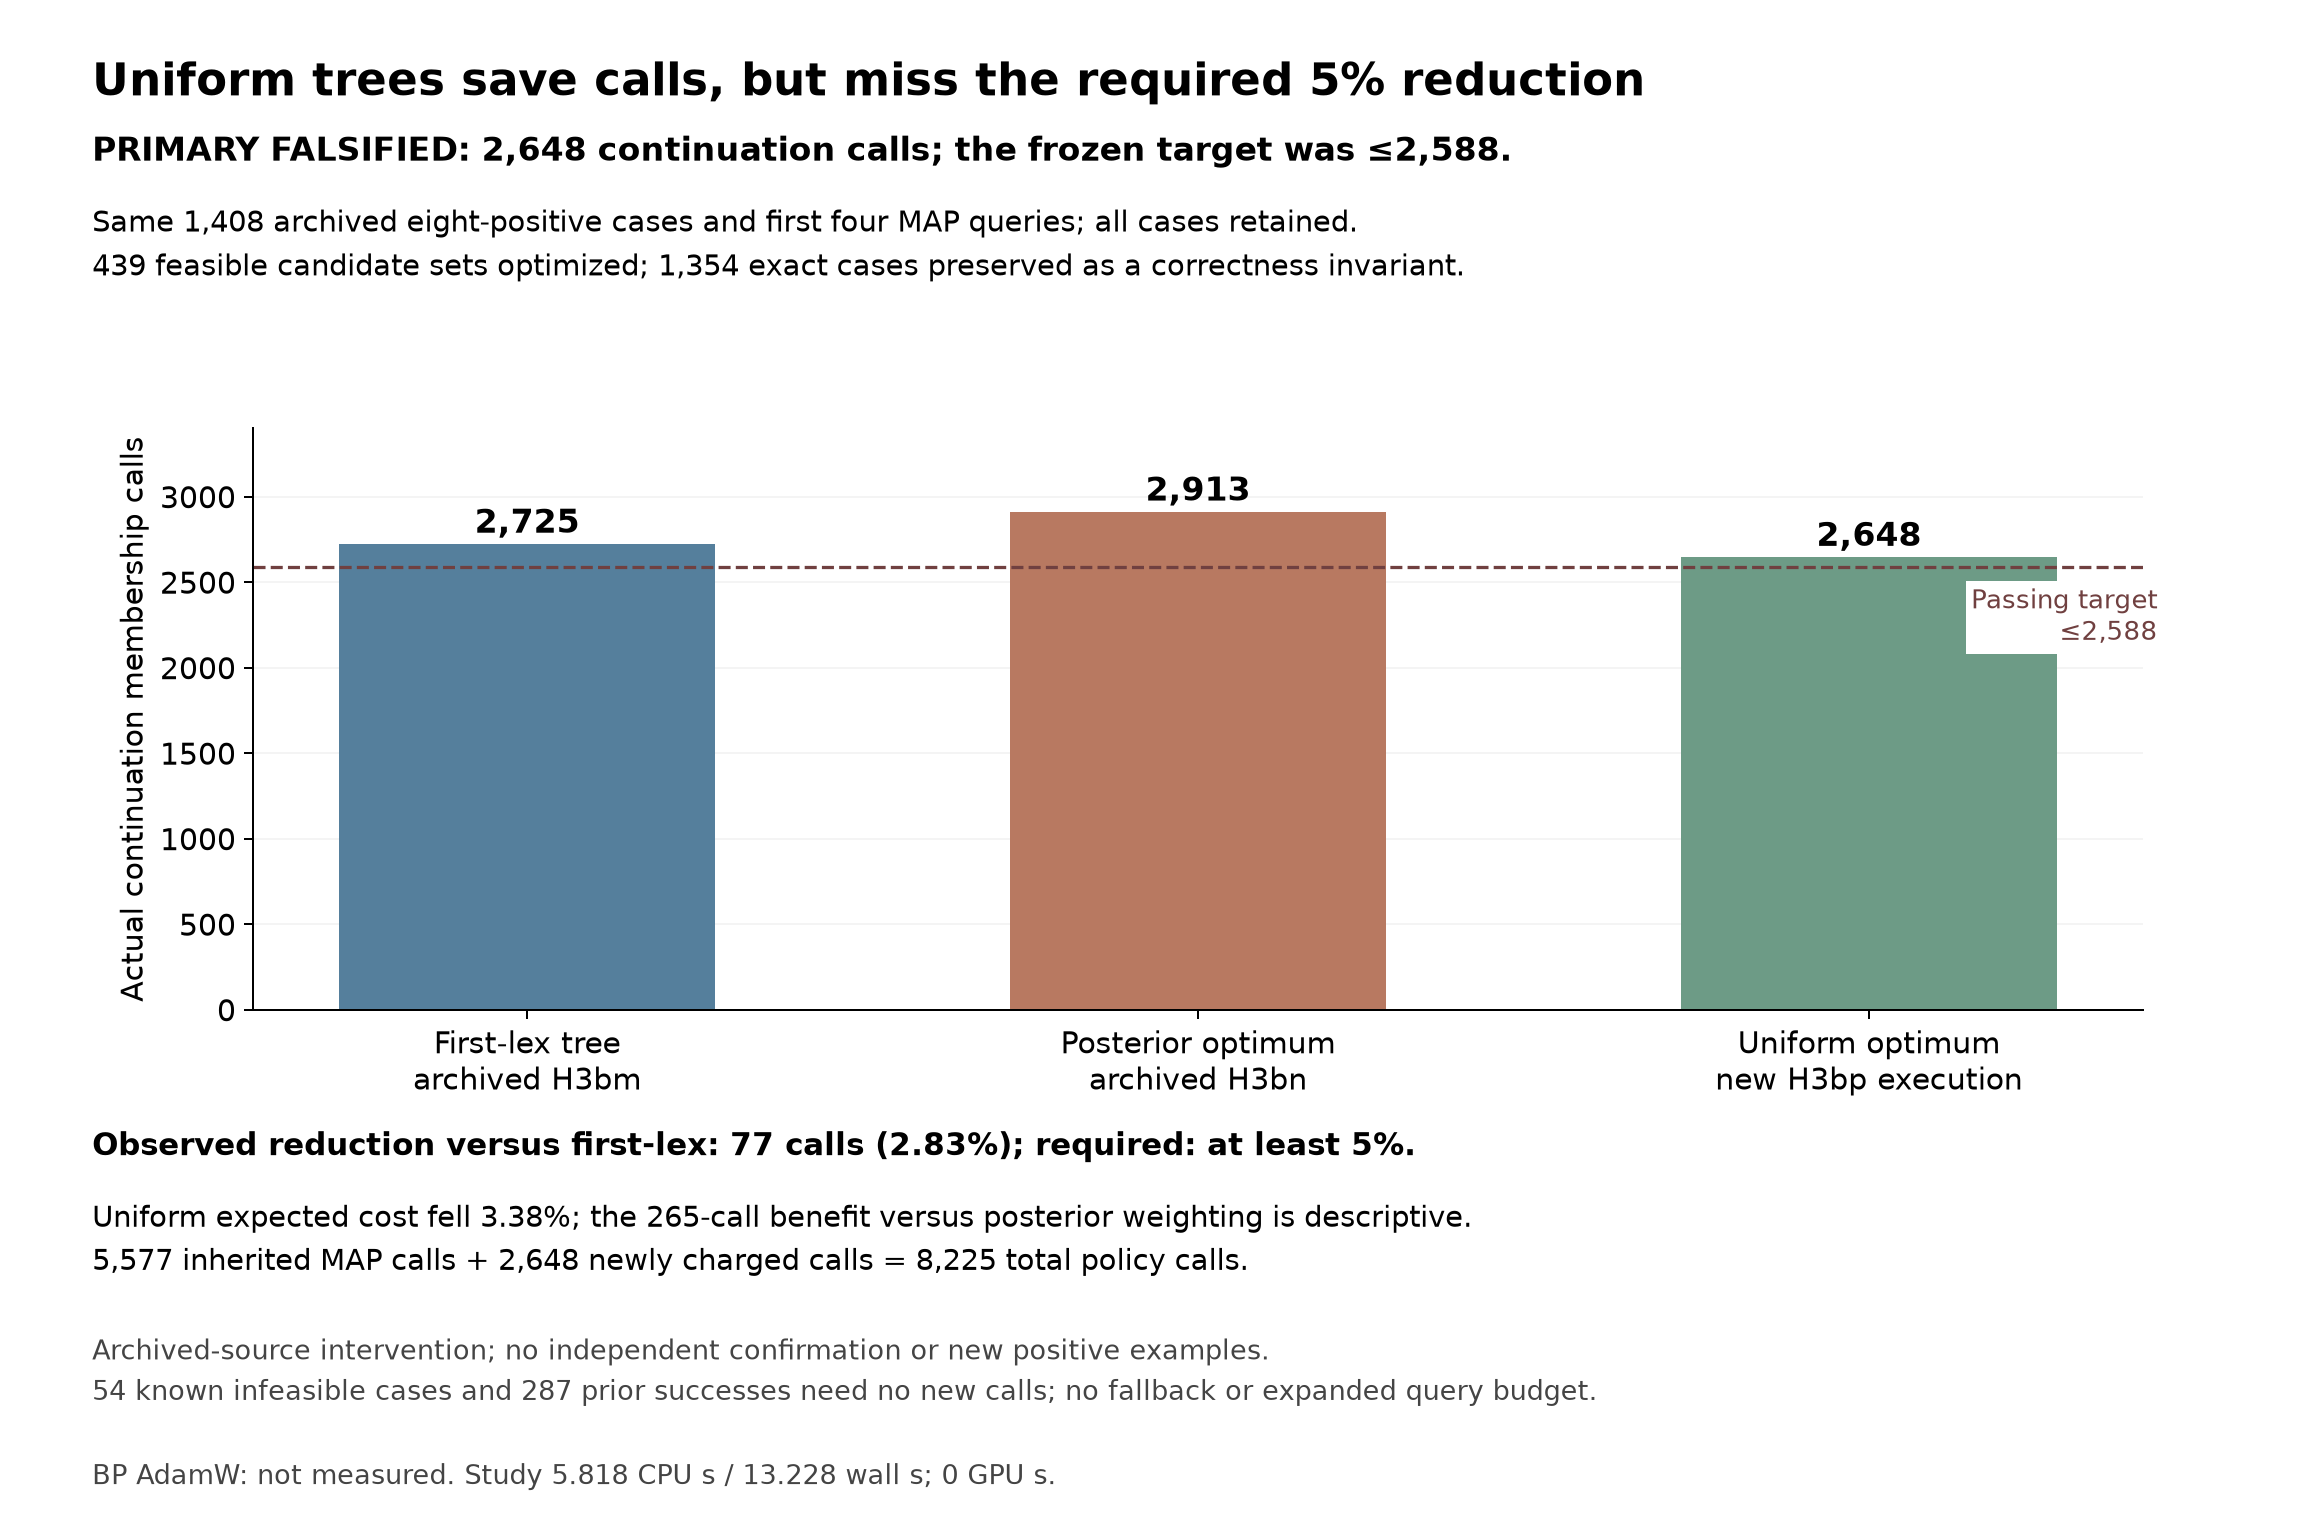 Uniform trees save calls, but miss the required 5% reduction
PRIMARY FALSIFIED: 2,648 continuation calls; the frozen target was ≤2,588.
Same 1,408 archived eight-positive cases and first four MAP queries; all cases retained.
439 feasible candidate sets optimized; 1,354 exact cases preserved as a correctness invariant.
Actual continuation membership calls
3000
2500
2000
1500
1000
500
0
2,725
2,913
2,648
Passing target
≤2,588
First-lex tree
archived H3bm
Posterior optimum
archived H3bn
Uniform optimum
new H3bp execution
Observed reduction versus first-lex: 77 calls (2.83%); required: at least 5%.
Uniform expected cost fell 3.38%; the 265-call benefit versus posterior weighting is descriptive.
5,577 inherited MAP calls + 2,648 newly charged calls = 8,225 total policy calls.
Archived-source intervention; no independent confirmation or new positive examples.
54 known infeasible cases and 287 prior successes need no new calls; no fallback or expanded query budget.
BP AdamW: not measured. Study 5.818 CPU s / 13.228 wall s; 0 GPU s.